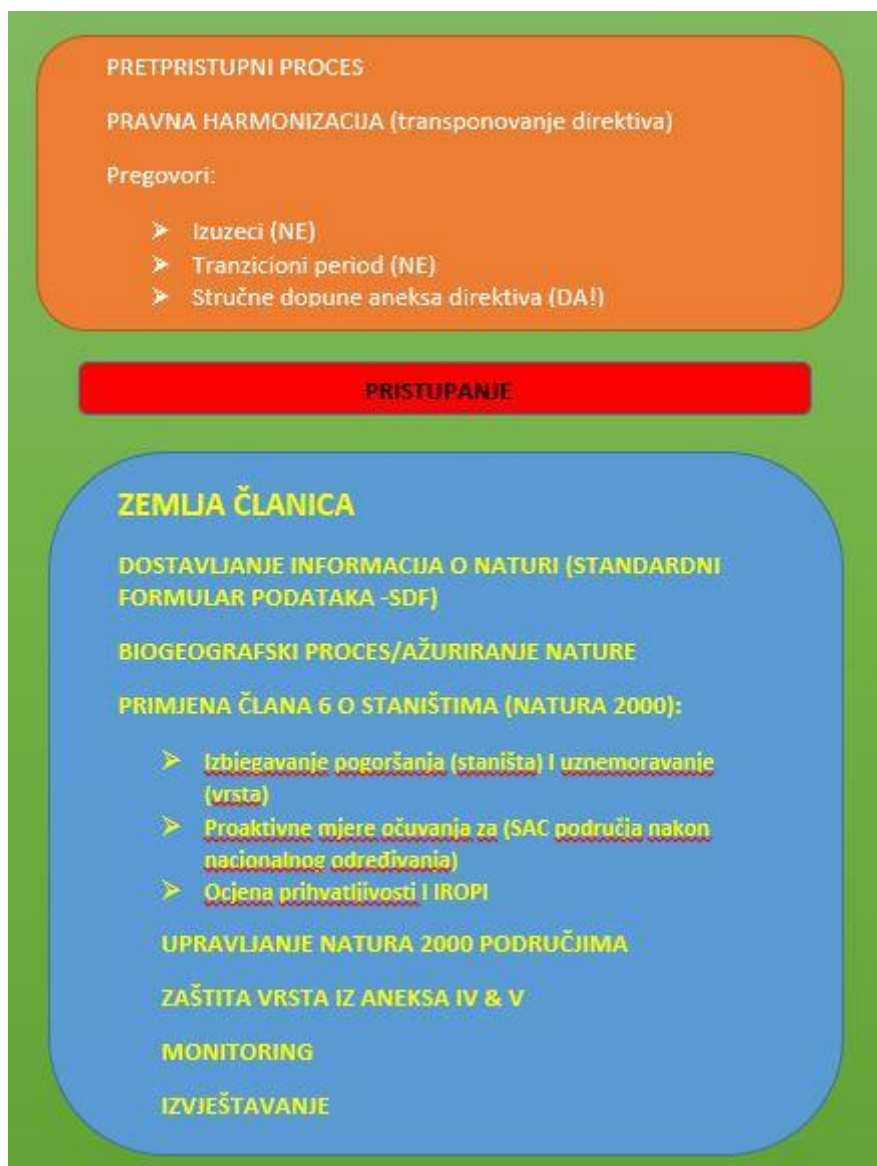 PRETPRISTUPNI PROCES
PRAVNA HARMONIZACIJA (transponovanje direktiva)
Pregovori:
➢ Izuzeci (NE)
➢ Tranzicioni period (NE)
➢ Stručne dopune aneksa direktiva (DA!)
PRISTUPANJE
ZEMLJA ČLANICA
DOSTAVLJANJE INFORMACIJA O NATURI (STANDARDNI
FORMULAR PODATAKA -SDF)
BIOGEOGRAFSKI PROCES/AŽURIRANJE NATURE
PRIMJENA ČLANA 6 O STANIŠTIMA (NATURA 2000):
➢ Izbjegavanje pogoršanja (staništa) I uznemoravanje
(vrsta)
➢ Proaktivne mjere očuvanja za (SAC područja nakon
nacionalnog određivanja)
➢ Ocjena prihvatljivosti I IROPI
UPRAVLJANJE NATURA 2000 PODRUČJIMA
ZAŠTITA VRSTA IZ ANEKSA IV & V
MONITORING
IZVJEŠTAVANJE